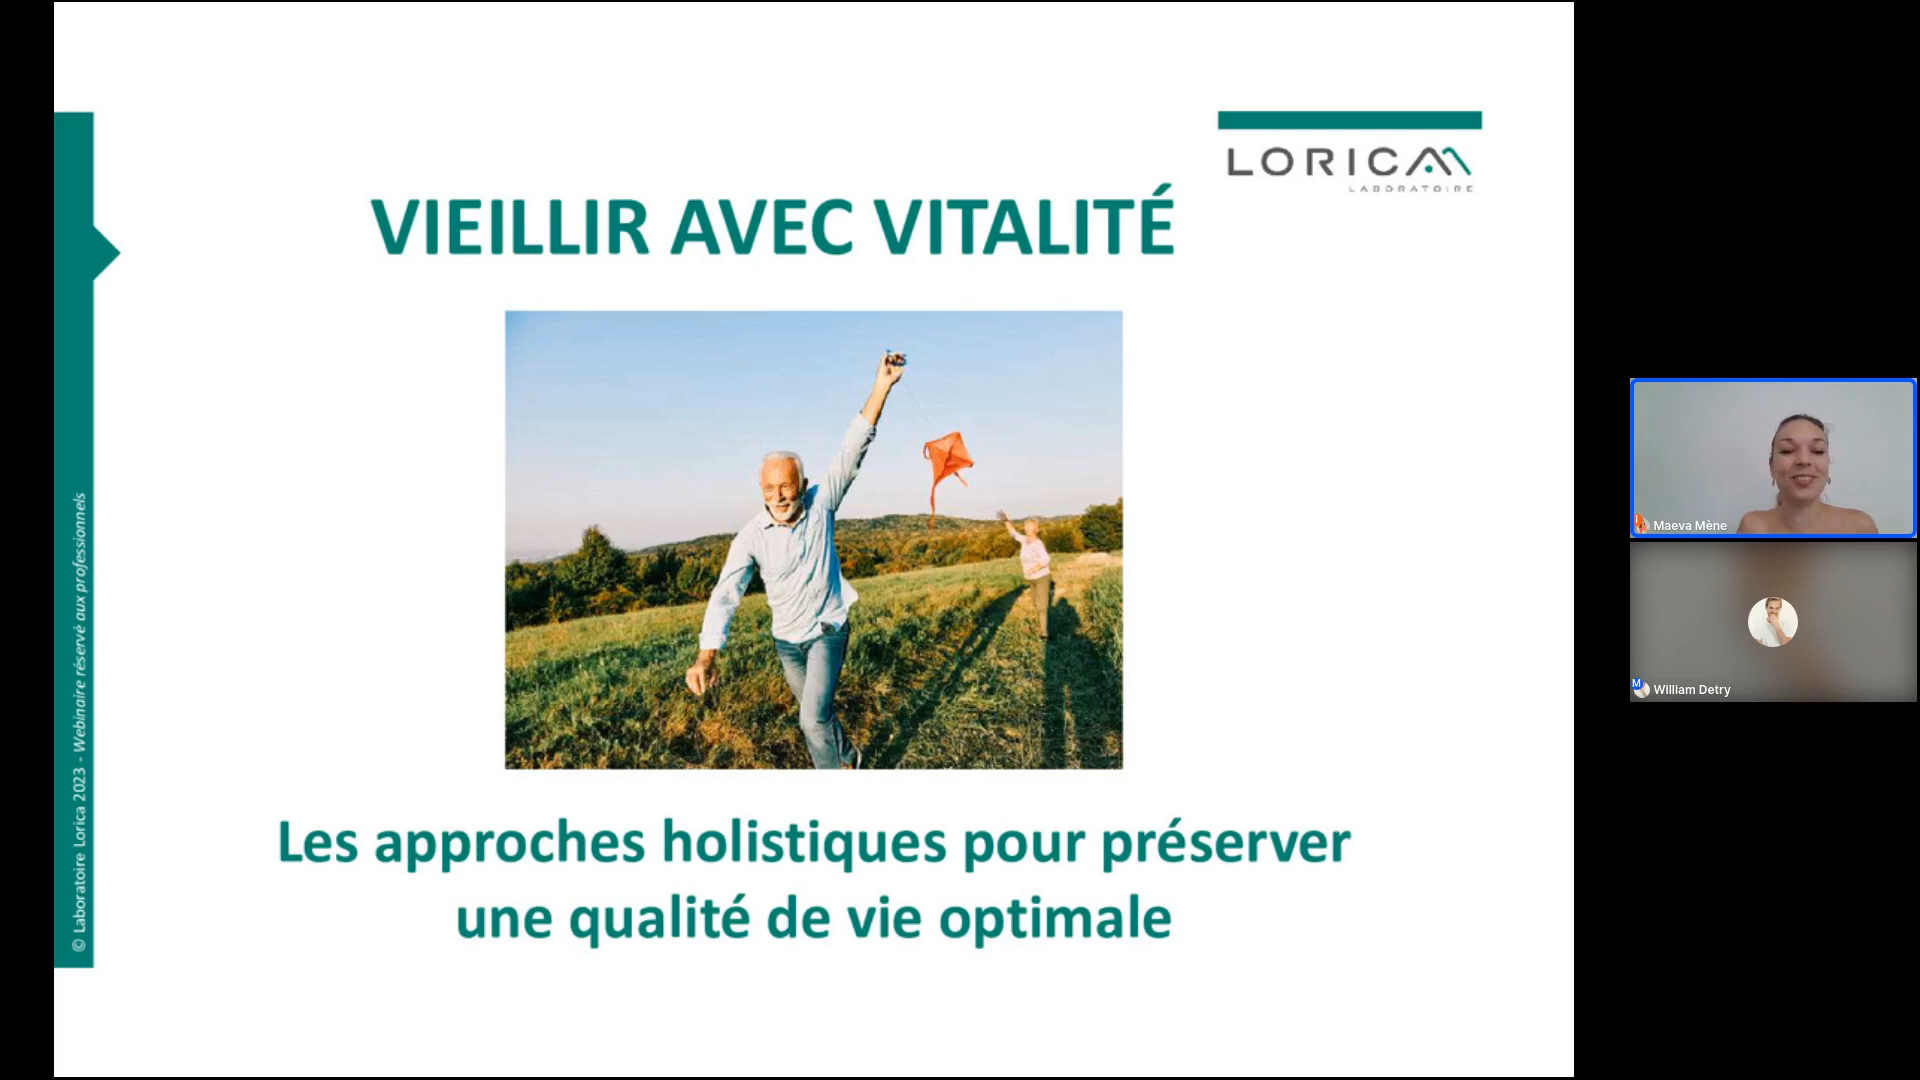 LORICA
LABORATOIRE
VIEILLIR AVEC VITALITÉ
Les approches holistiques pour préserver
une qualité de vie optimale
© Laboratoire Lorica 2023 - Webinaire réservé aux professionnels
Maeva Mène
M
William Detry